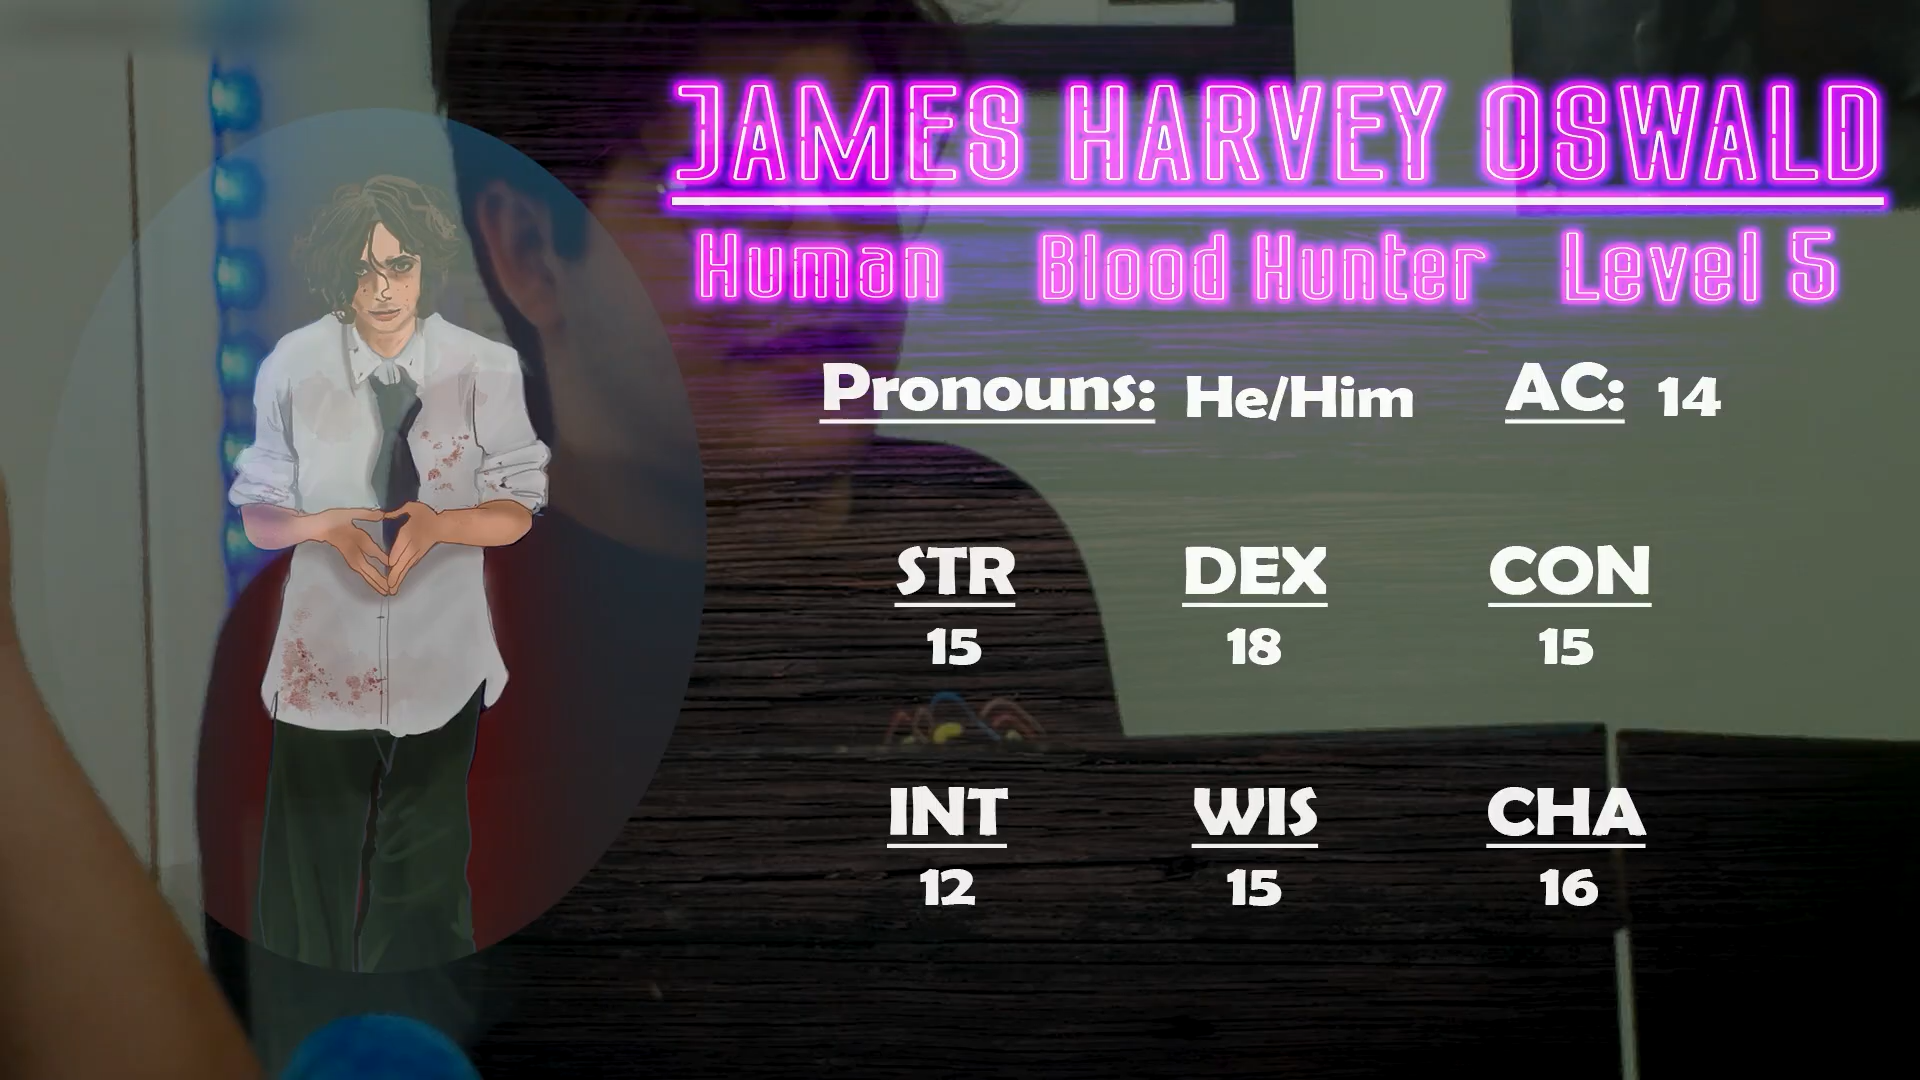 JAMES HARVEY OSWALD
Human Blood Hunter Level 5
Pronouns: He/Him AC: 14
STR DEX CON
15 18 15
INT WIS CHA
12 15 16